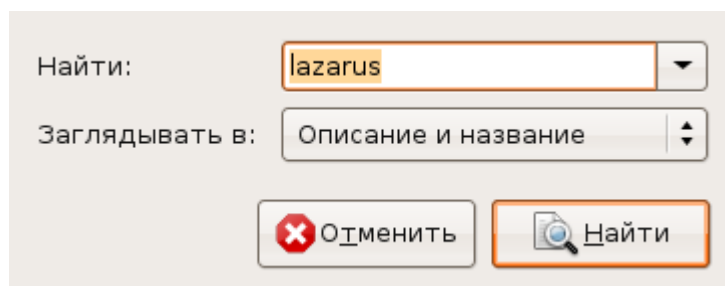 Найти: lazarus
Заглядывать в: Описание и название
Отменить Найти